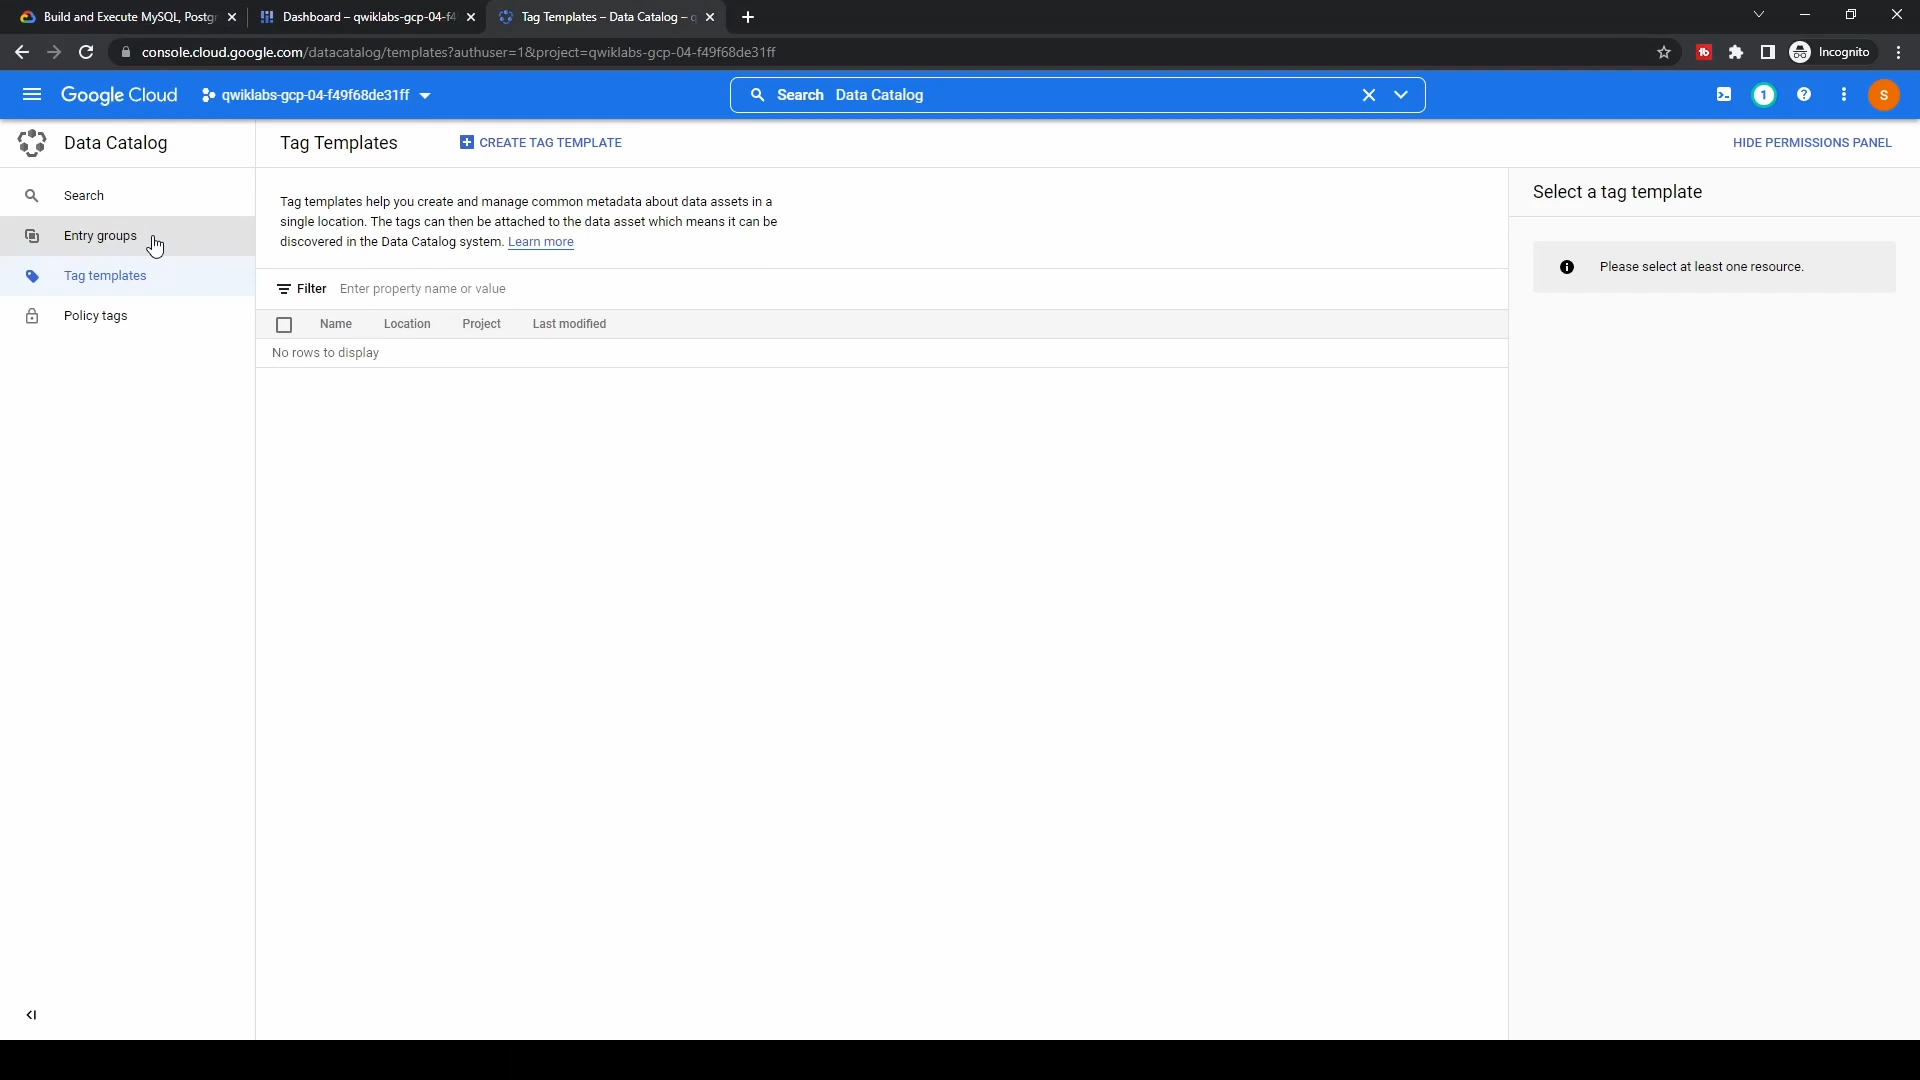 Build and Execute MySQL, Postgr
Dashboard – qwiklabs-gcp-04-f4
Tag Templates – Data Catalog – q
console.cloud.google.com/datacatalog/templates?authuser=1&project=qwiklabs-gcp-04-f49f68de31ff
Incognito
Google Cloud
qwiklabs-gcp-04-f49f68de31ff
Search Data Catalog
1
S
Data Catalog
Tag Templates
CREATE TAG TEMPLATE
HIDE PERMISSIONS PANEL
Search
Entry groups
Tag templates
Policy tags
Tag templates help you create and manage common metadata about data assets in a
single location. The tags can then be attached to the data asset which means it can be
discovered in the Data Catalog system. Learn more
Filter Enter property name or value
Name Location Project Last modified
No rows to display
Select a tag template
Please select at least one resource.